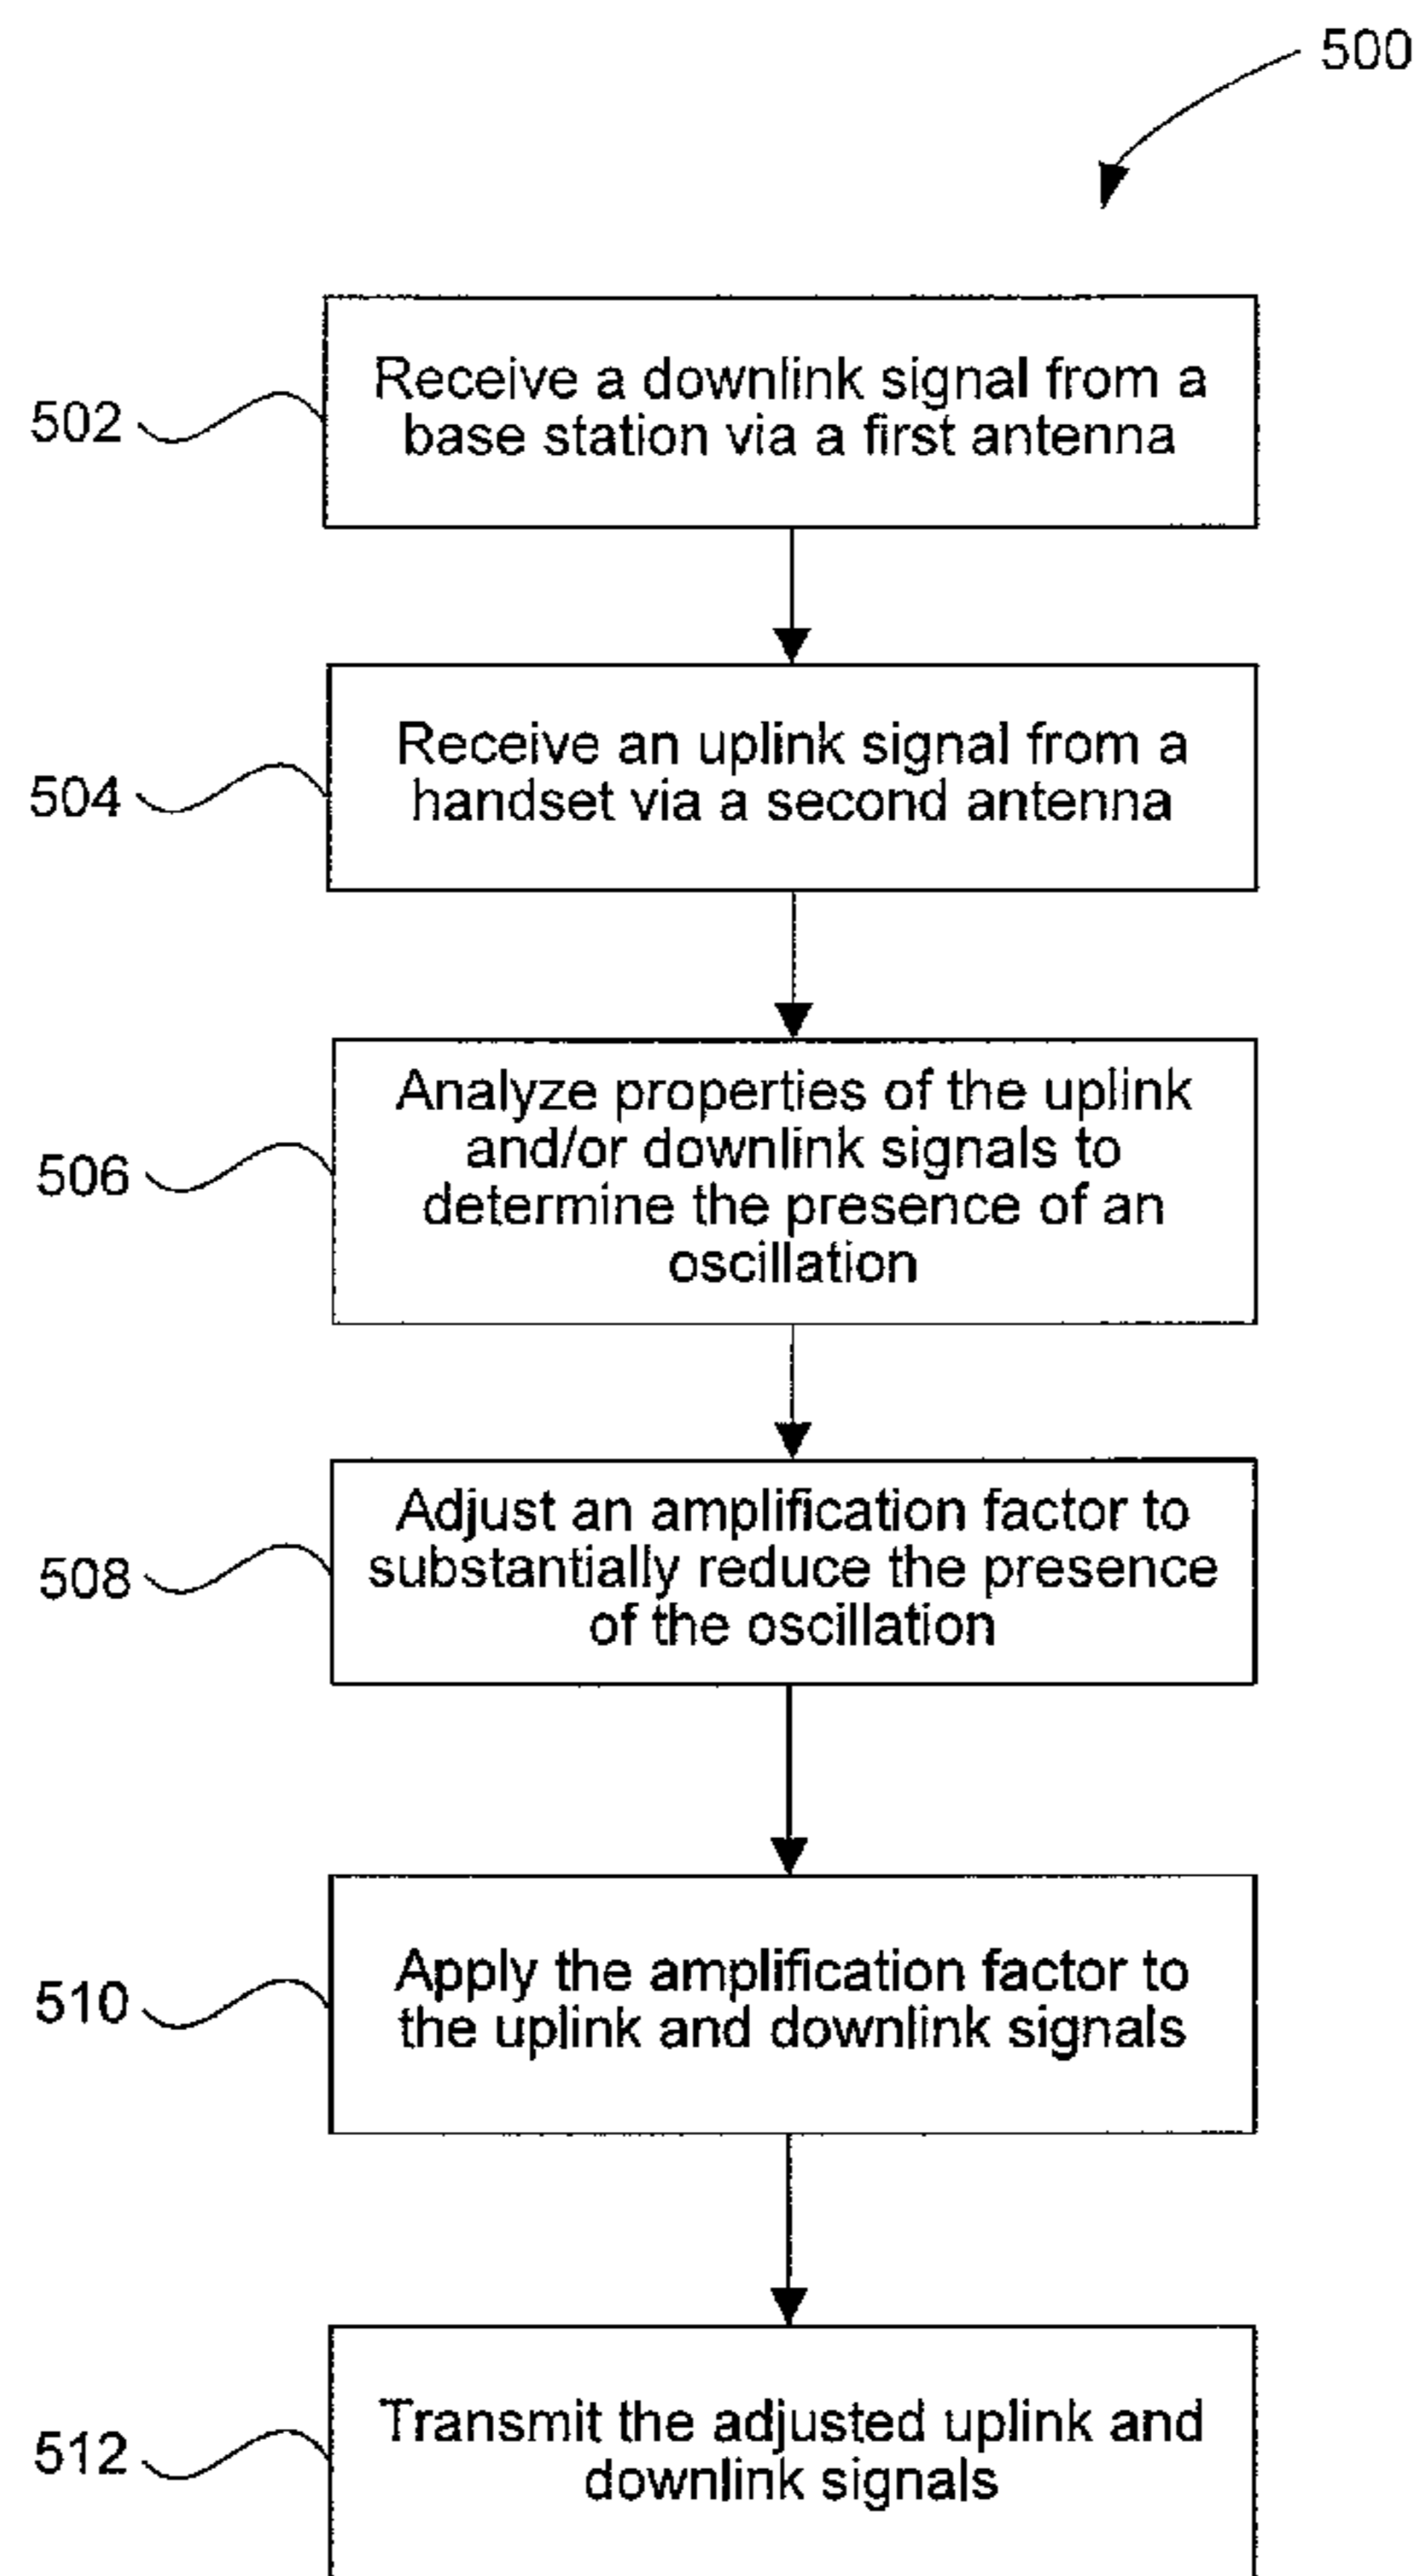 500
502
Receive a downlink signal from a
base station via a first antenna
504
Receive an uplink signal from a
handset via a second antenna
506
Analyze properties of the uplink
and/or downlink signals to
determine the presence of an
oscillation
508
Adjust an amplification factor to
substantially reduce the presence
of the oscillation
510
Apply the amplification factor to
the uplink and downlink signals
512
Transmit the adjusted uplink and
downlink signals